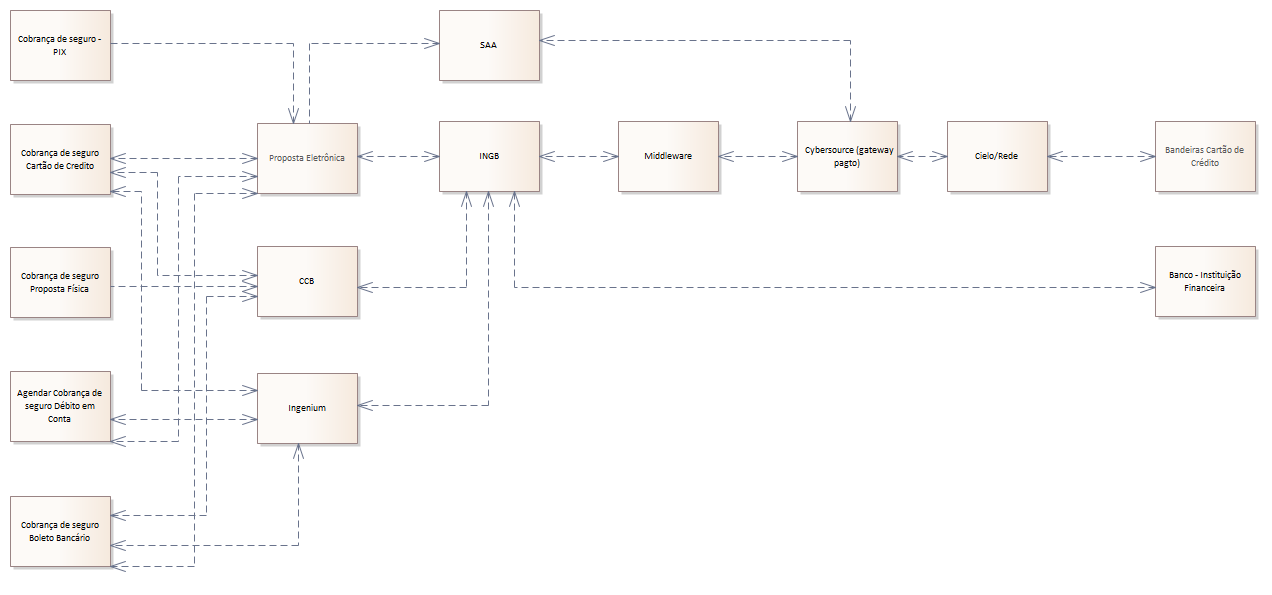 Cobrança de seguro -
PIX
SAA
Cobrança de seguro
Cartão de Credito
Proposta Eletrônica
INGB
Middleware
Cybersource (gateway
pagto)
Cielo/Rede
Bandeiras Cartão de
Crédito
Cobrança de seguro
Proposta Física
CCB
Banco - Instituição
Financeira
Agendar Cobrança de
seguro Débito em
Conta
Ingenium
Cobrança de seguro
Boleto Bancário